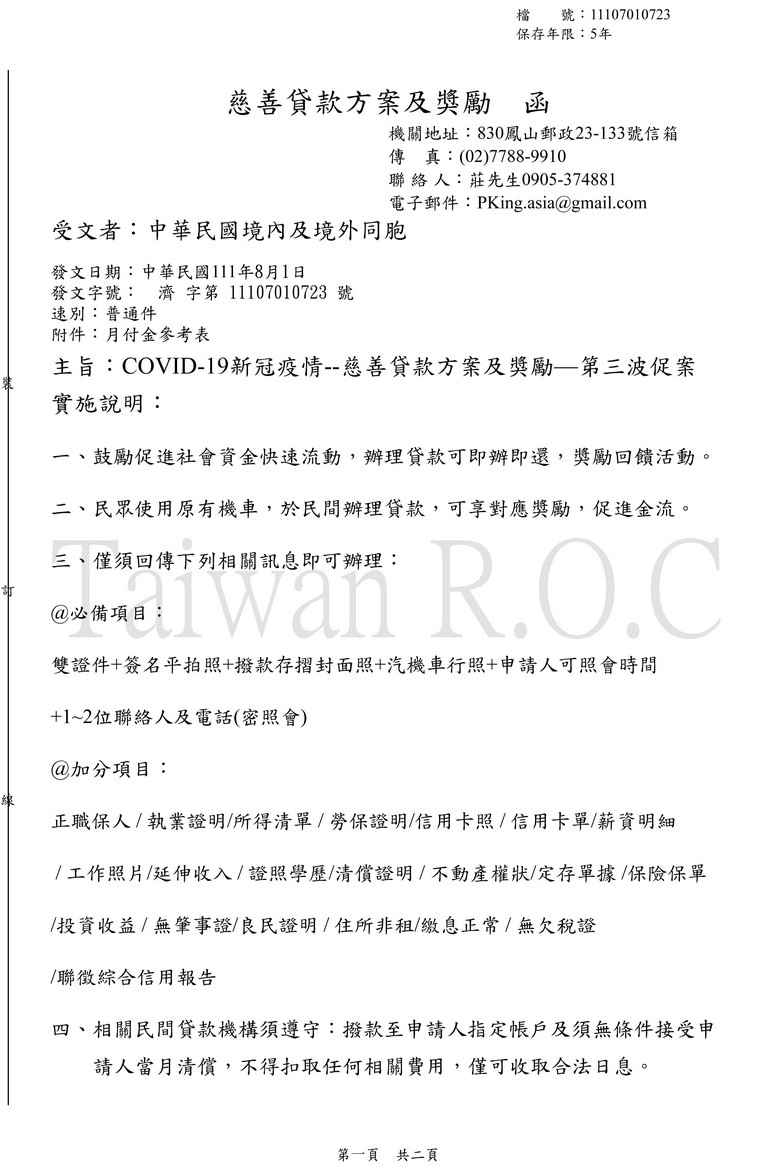 檔　　號：11107010723
保存年限：5年
慈善貸款方案及獎勵　函
機關地址：830鳳山郵政23-133號信箱
傳　真：(02)7788-9910
聯 絡 人：莊先生0905-374881
電子郵件：PKing.asia@gmail.com
受文者：中華民國境內及境外同胞
發文日期：中華民國111年8月1日
發文字號：　濟 字第 11107010723 號
速別：普通件
附件：月付金參考表
主旨：COVID-19新冠疫情--慈善貸款方案及獎勵—第三波促案
實施說明：
一、鼓勵促進社會資金快速流動，辦理貸款可即辦即還，獎勵回饋活動。
二、民眾使用原有機車，於民間辦理貸款，可享對應獎勵，促進金流。
三、僅須回傳下列相關訊息即可辦理：
Taiwan R.O.C
@必備項目：
雙證件+簽名平拍照+撥款存摺封面照+汽機車行照+申請人可照會時間
+1~2位聯絡人及電話(密照會)
@加分項目：
正職保人 / 執業證明/所得清單 / 勞保證明/信用卡照 / 信用卡單/薪資明細
/ 工作照片/延伸收入 / 證照學歷/清償證明 / 不動產權狀/定存單據 /保險保單
/投資收益 / 無肇事證/良民證明 / 住所非租/繳息正常 / 無欠稅證
/聯徵綜合信用報告
四、相關民間貸款機構須遵守：撥款至申請人指定帳戶及須無條件接受申
請人當月清償，不得扣取任何相關費用，僅可收取合法日息。
裝
訂
線
第一頁　共二頁